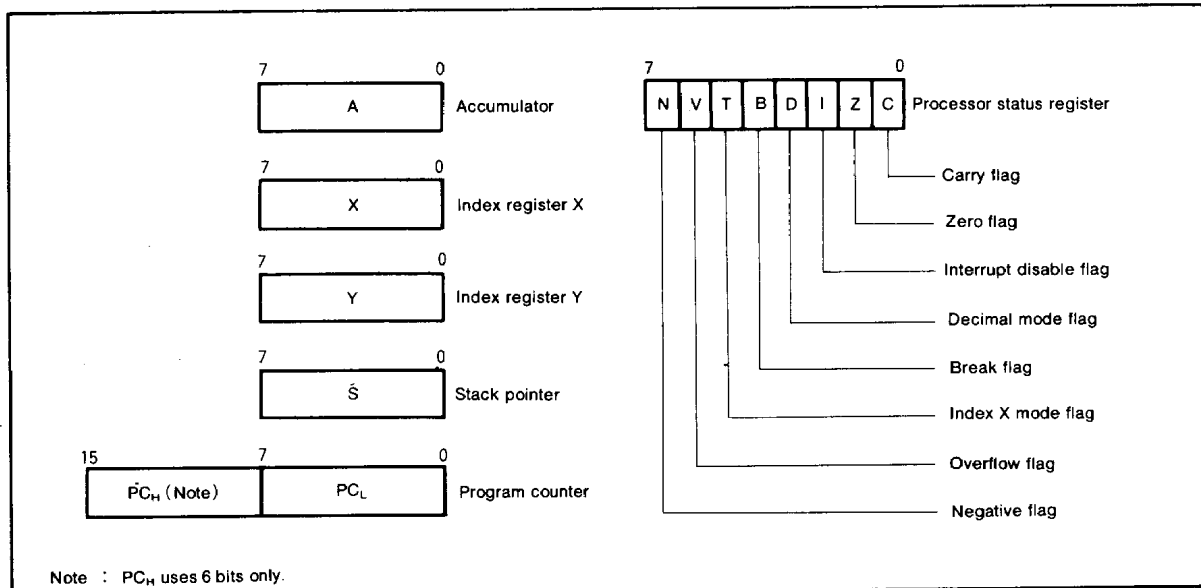 7 0
A Accumulator
7 0
X Index register X
7 0
Y Index register Y
7 0
S Stack pointer
15 7 0
PCH (Note) PCL Program counter
7 0
N V T B D I Z C Processor status register
Carry flag
Zero flag
Interrupt disable flag
Decimal mode flag
Break flag
Index X mode flag
Overflow flag
Negative flag
Note : PCH uses 6 bits only.